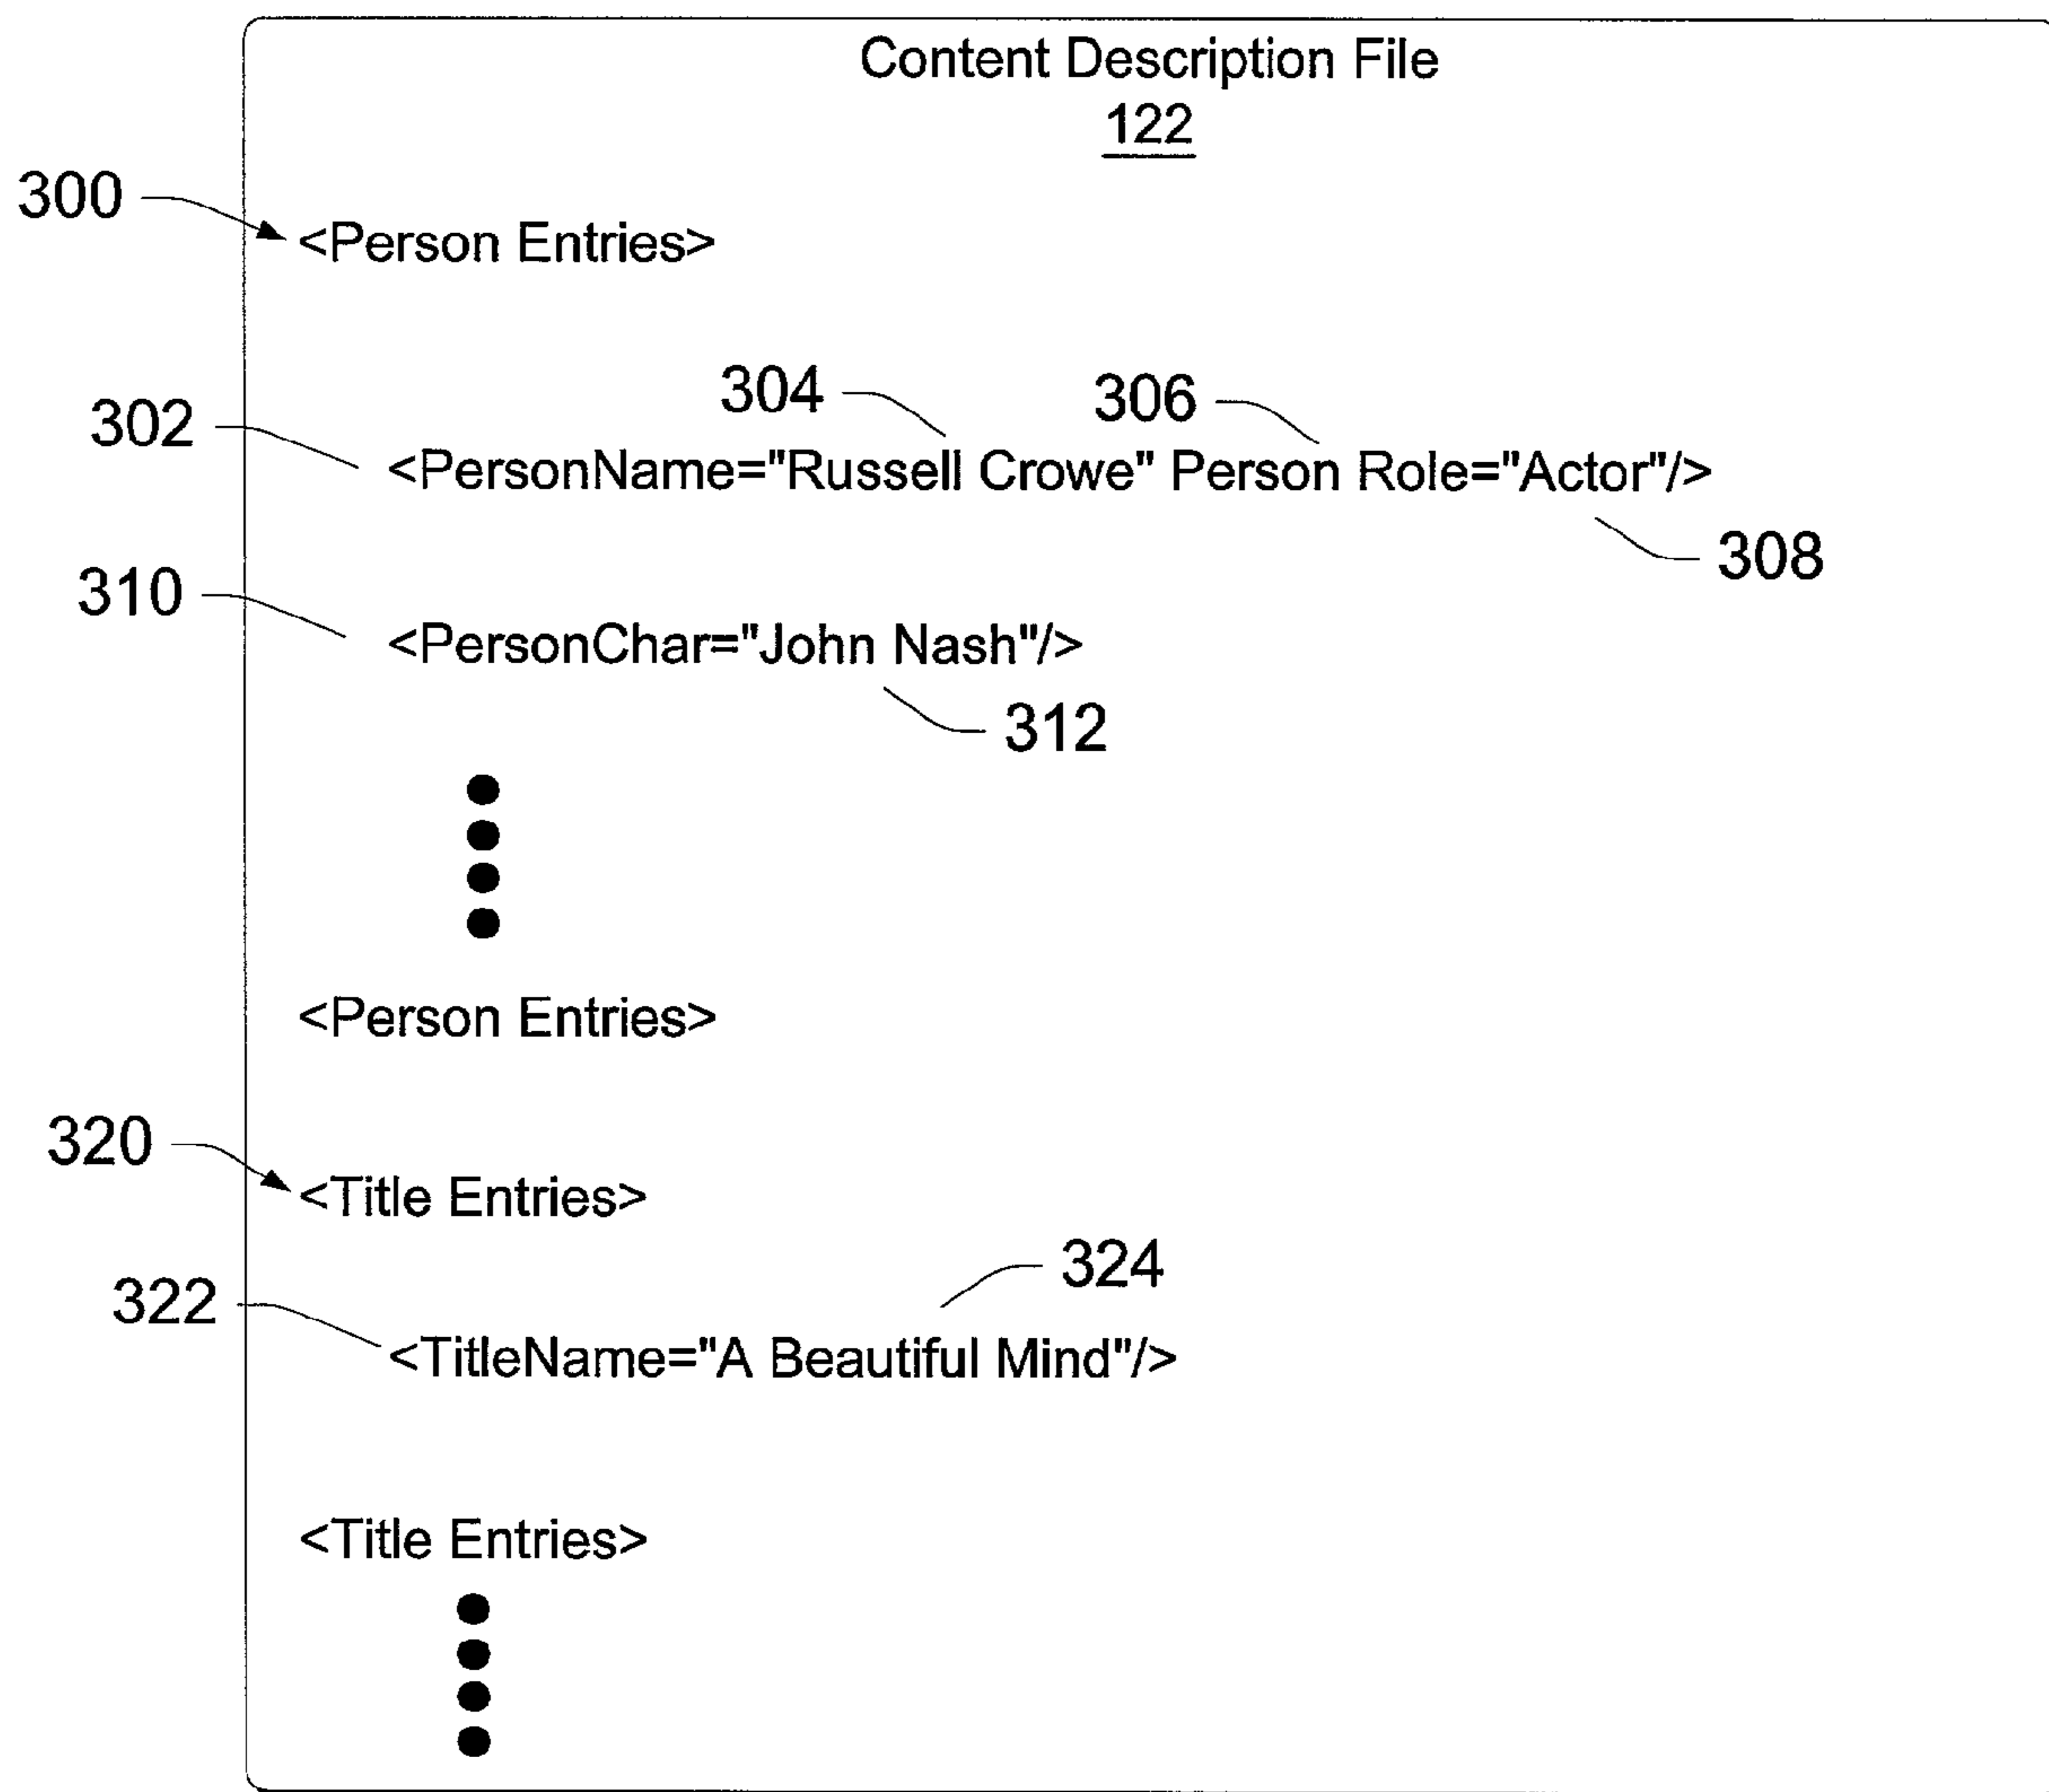 Content Description File
122
300
<Person Entries>
304
306
302
<PersonName="Russell Crowe" Person Role="Actor"/>
308
310
<PersonChar="John Nash"/>
312
<Person Entries>
320
<Title Entries>
324
322
<TitleName="A Beautiful Mind"/>
<Title Entries>